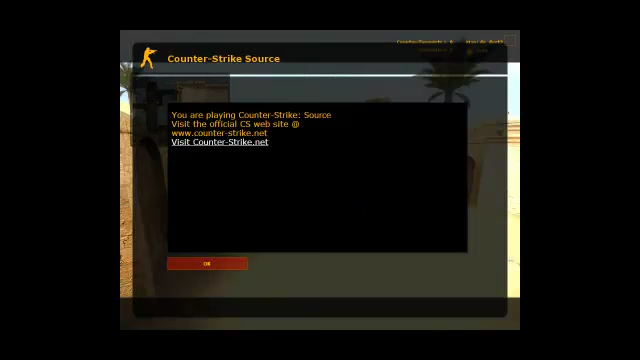 Counter-Strike Source
You are playing Counter-Strike: Source
Visit the official CS web site @
www.counter-strike.net
Visit Counter-Strike.net
OK